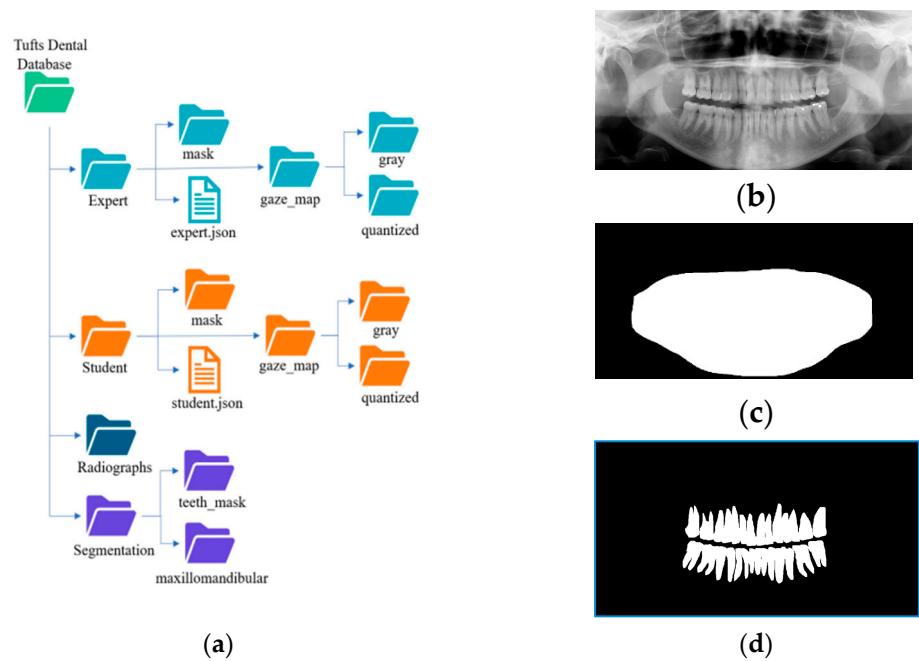 Tufts Dental
Database
Expert
mask
expert.json
gaze_map
gray
quantized
Student
mask
student.json
gaze_map
gray
quantized
Radiographs
Segmentation
teeth_mask
maxillomandibular
(a)
(b)
(c)
(d)